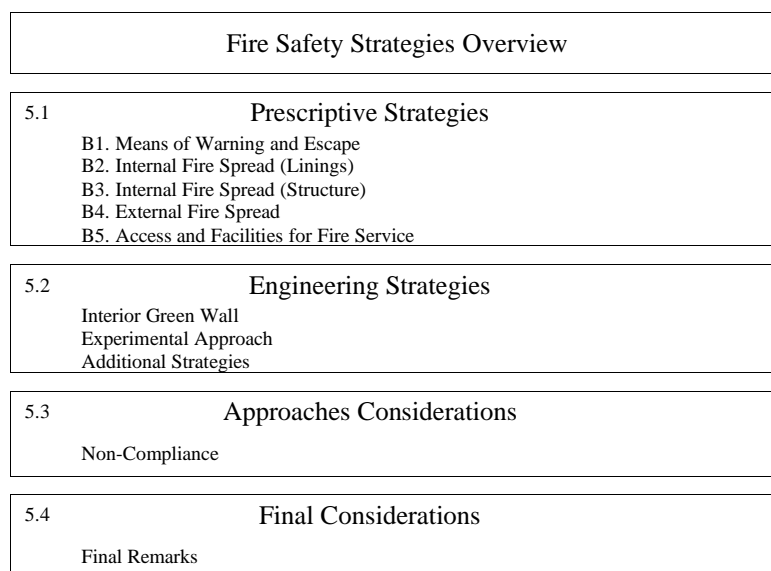 Fire Safety Strategies Overview
5.1 Prescriptive Strategies
B1. Means of Warning and Escape
B2. Internal Fire Spread (Linings)
B3. Internal Fire Spread (Structure)
B4. External Fire Spread
B5. Access and Facilities for Fire Service
5.2 Engineering Strategies
Interior Green Wall
Experimental Approach
Additional Strategies
5.3 Approaches Considerations
Non-Compliance
5.4 Final Considerations
Final Remarks